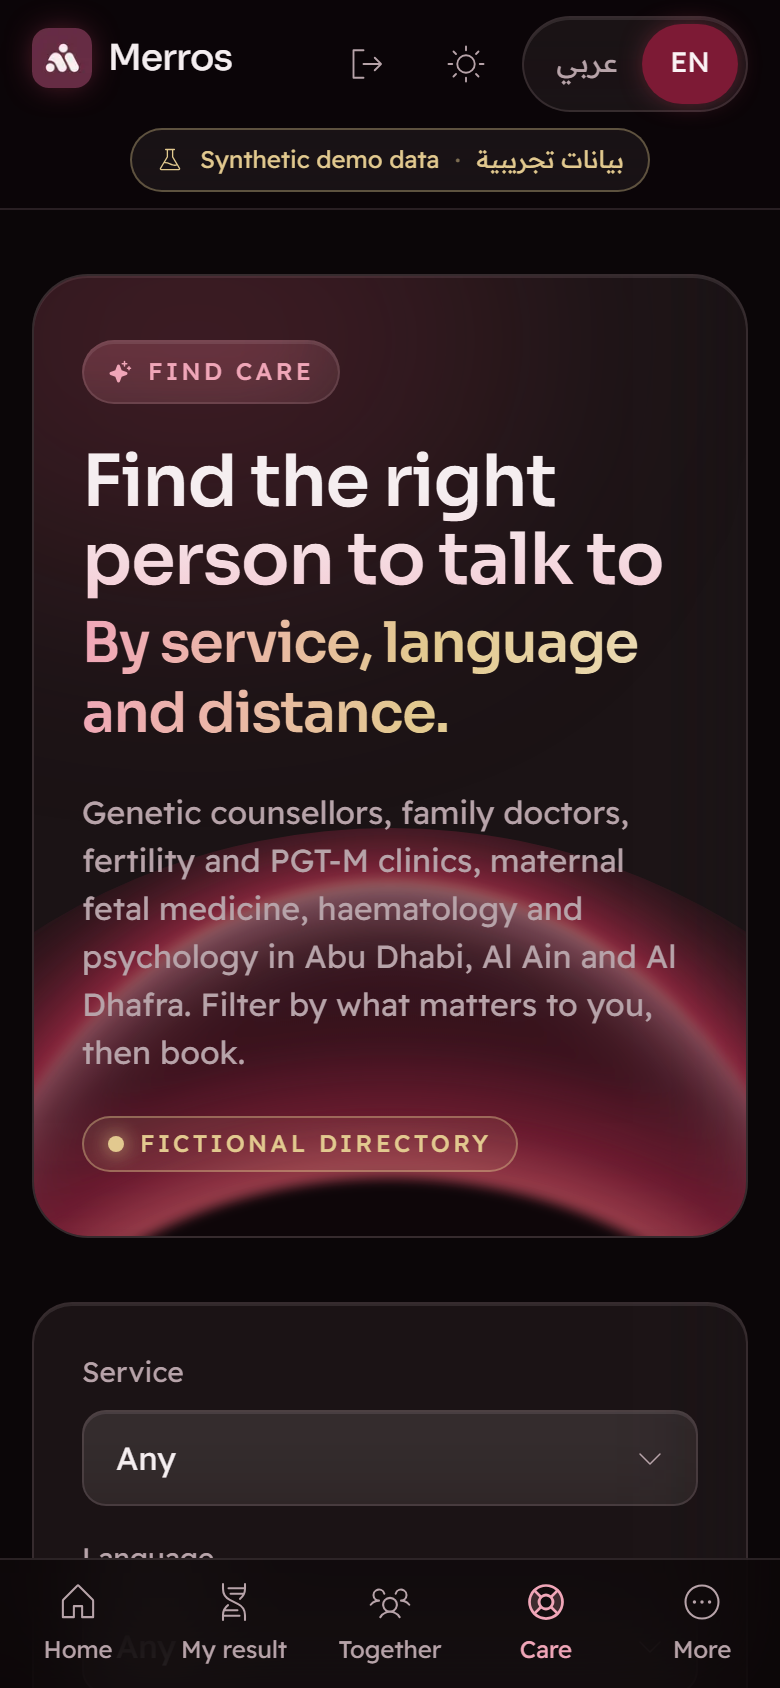 Merros
عربي
EN
Synthetic demo data · بيانات تجريبية
FIND CARE
Find the right
person to talk to
By service, language
and distance.
Genetic counsellors, family doctors,
fertility and PGT-M clinics, maternal
fetal medicine, haematology and
psychology in Abu Dhabi, Al Ain and Al
Dhafra. Filter by what matters to you,
then book.
FICTIONAL DIRECTORY
Service
Any
Language
Any
Home
My result
Together
Care
More